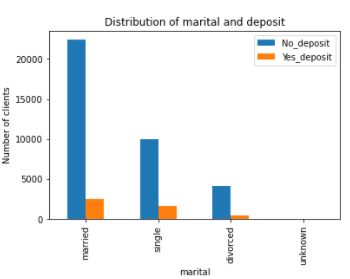 Distribution of marital and deposit
No_deposit
Yes_deposit
Number of clients
20000
15000
10000
5000
0
married
single
divorced
unknown
marital